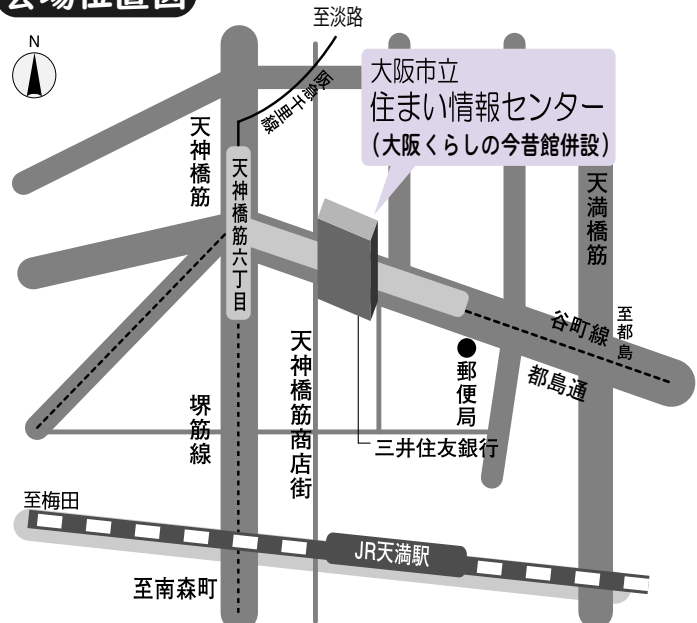 会場位置図
至淡路
N
大阪市立
住まい情報センター
(大阪くらしの今昔館併設)
阪急千里線
天神橋筋
天神橋筋六丁目
天満橋筋
谷町線
至都島
都島通
郵便局
天神橋筋商店街
堺筋線
三井住友銀行
至梅田
JR天満駅
至南森町